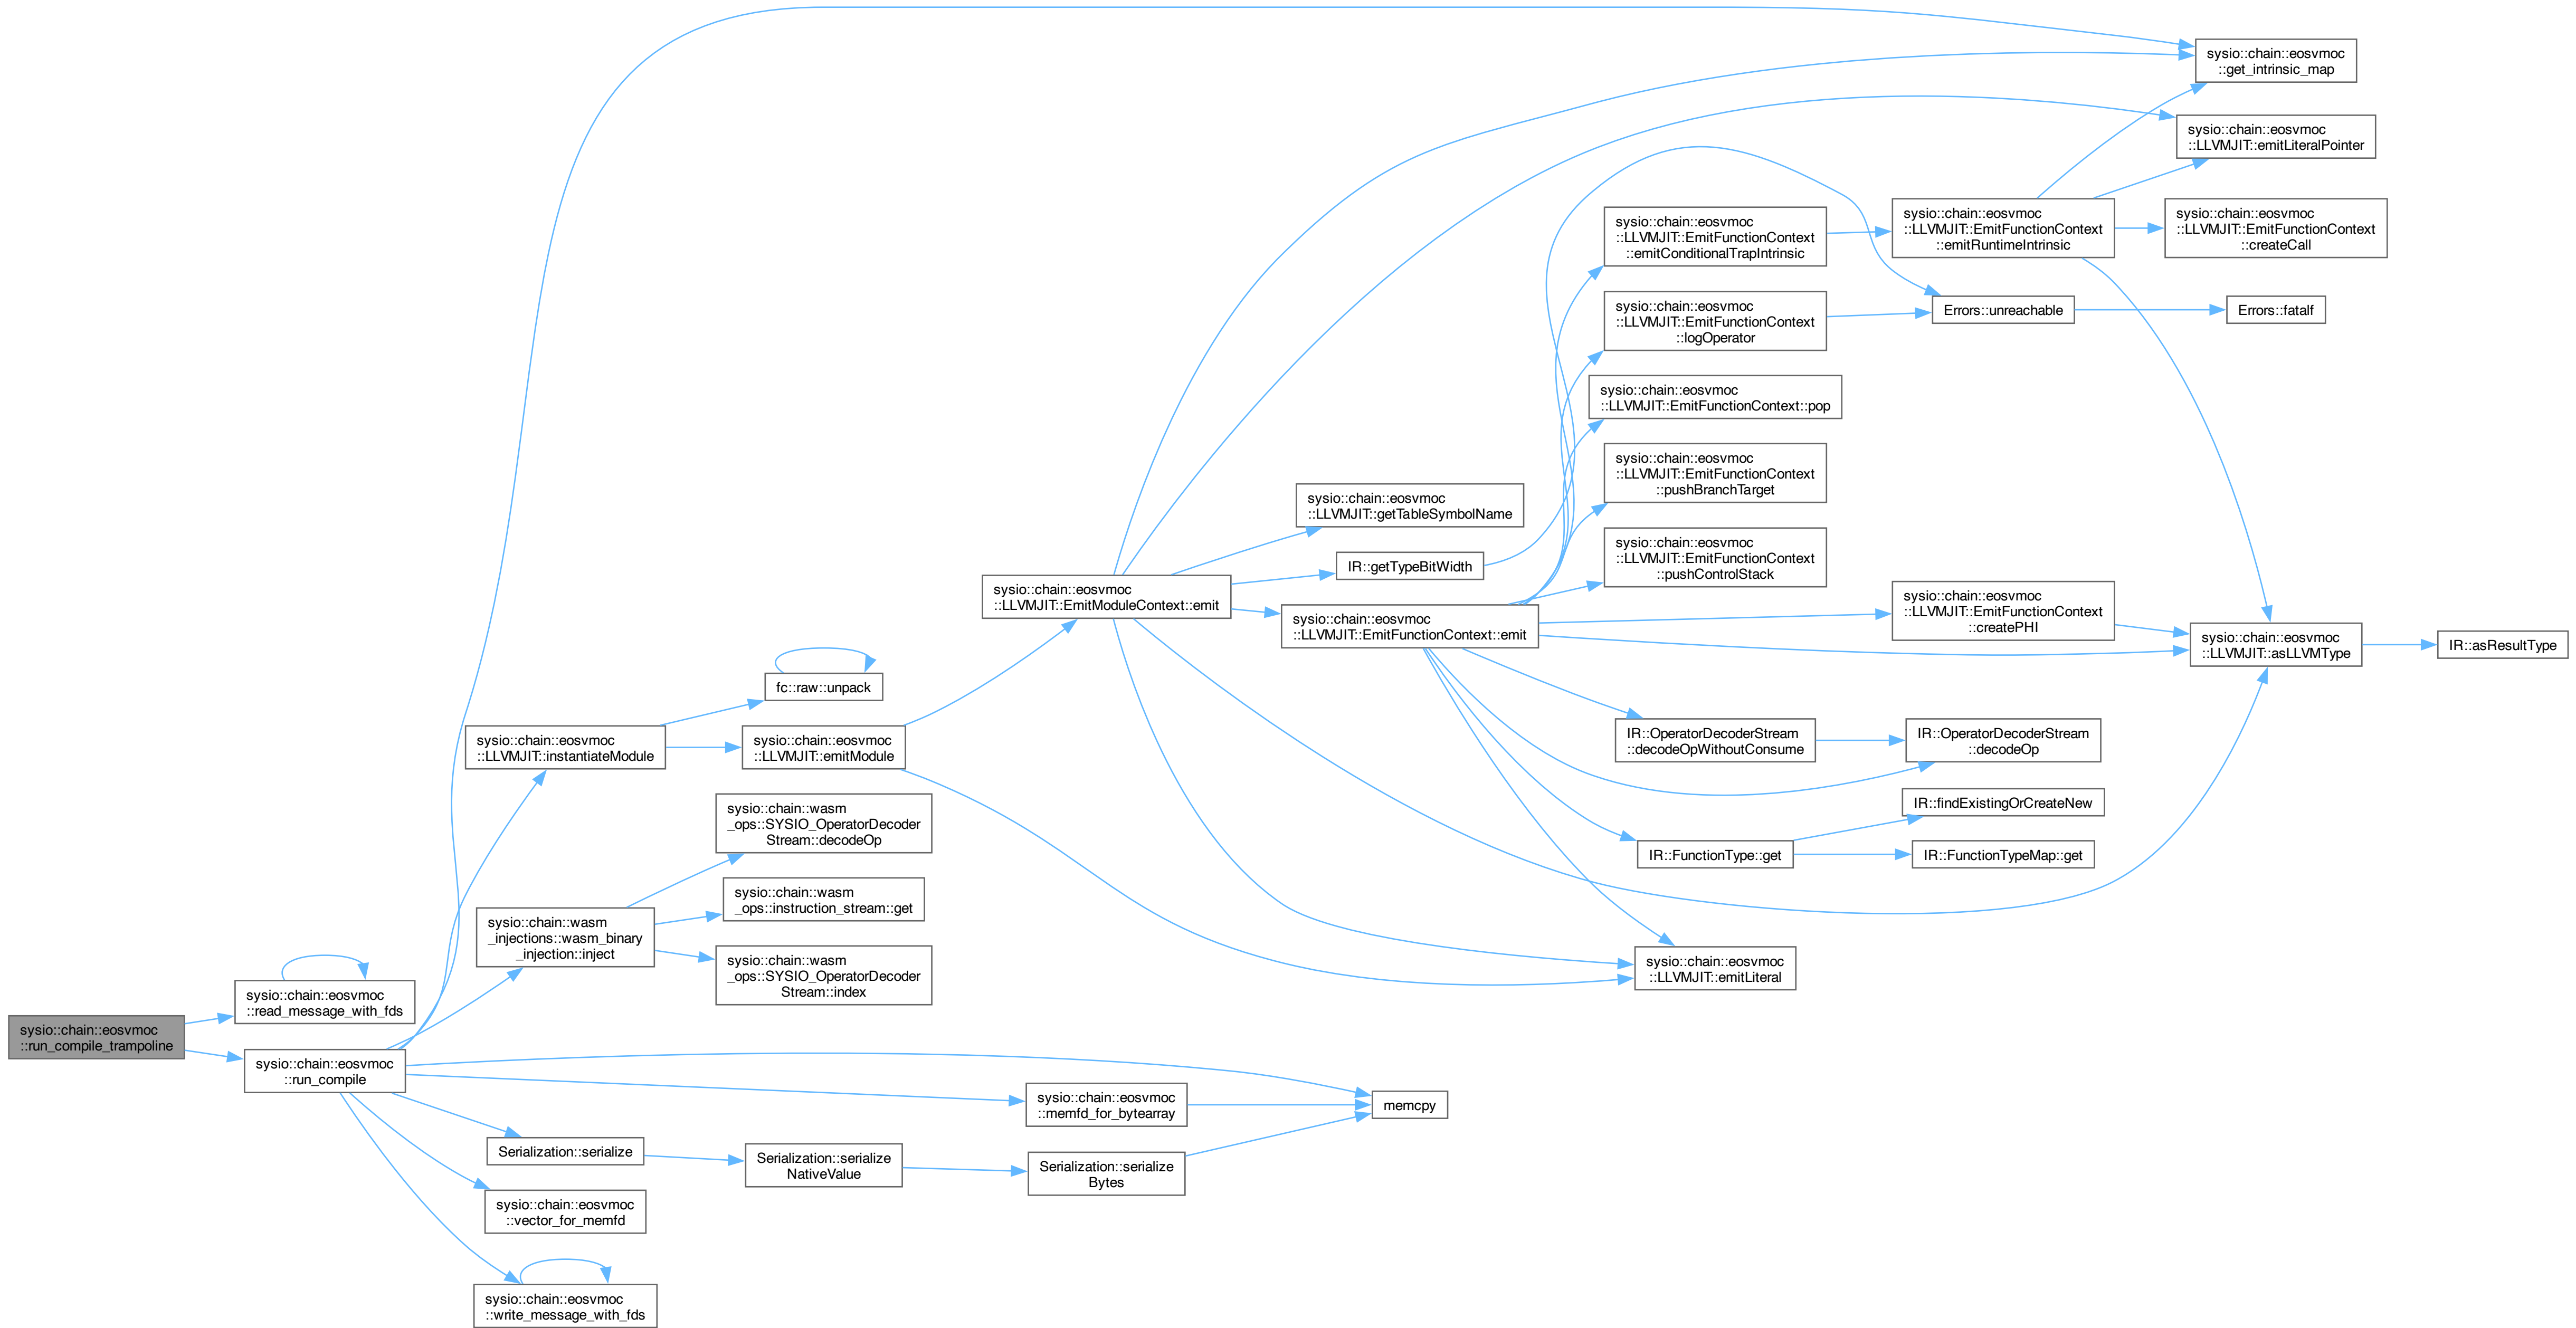 sysio::chain::eosvmoc
::run_compile_trampoline
sysio::chain::eosvmoc
::read_message_with_fds
sysio::chain::eosvmoc
::run_compile
sysio::chain::eosvmoc
::LLVMJIT::instantiateModule
sysio::chain::wasm
_injections::wasm_binary
_injection::inject
Serialization::serialize
sysio::chain::eosvmoc
::vector_for_memfd
sysio::chain::eosvmoc
::write_message_with_fds
fc::raw::unpack
sysio::chain::eosvmoc
::LLVMJIT::emitModule
sysio::chain::wasm
_ops::SYSIO_OperatorDecoder
Stream::decodeOp
sysio::chain::wasm
_ops::instruction_stream::get
sysio::chain::wasm
_ops::SYSIO_OperatorDecoder
Stream::index
Serialization::serialize
NativeValue
sysio::chain::eosvmoc
::LLVMJIT::EmitModuleContext::emit
sysio::chain::eosvmoc
::memfd_for_bytearray
Serialization::serialize
Bytes
sysio::chain::eosvmoc
::LLVMJIT::getTableSymbolName
IR::getTypeBitWidth
sysio::chain::eosvmoc
::LLVMJIT::EmitFunctionContext::emit
memcpy
sysio::chain::eosvmoc
::LLVMJIT::EmitFunctionContext
::emitConditionalTrapIntrinsic
sysio::chain::eosvmoc
::LLVMJIT::EmitFunctionContext
::logOperator
sysio::chain::eosvmoc
::LLVMJIT::EmitFunctionContext::pop
sysio::chain::eosvmoc
::LLVMJIT::EmitFunctionContext
::pushBranchTarget
sysio::chain::eosvmoc
::LLVMJIT::EmitFunctionContext
::pushControlStack
IR::OperatorDecoderStream
::decodeOpWithoutConsume
IR::FunctionType::get
sysio::chain::eosvmoc
::LLVMJIT::emitLiteral
sysio::chain::eosvmoc
::LLVMJIT::EmitFunctionContext
::emitRuntimeIntrinsic
Errors::unreachable
sysio::chain::eosvmoc
::LLVMJIT::EmitFunctionContext
::createPHI
IR::OperatorDecoderStream
::decodeOp
IR::findExistingOrCreateNew
IR::FunctionTypeMap::get
sysio::chain::eosvmoc
::get_intrinsic_map
sysio::chain::eosvmoc
::LLVMJIT::emitLiteralPointer
sysio::chain::eosvmoc
::LLVMJIT::EmitFunctionContext
::createCall
Errors::fatalf
sysio::chain::eosvmoc
::LLVMJIT::asLLVMType
IR::asResultType